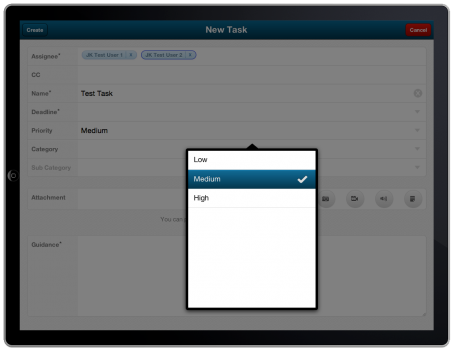 Create New Task Cancel
Assignee* JK Test User 1 JK Test User 2
CC
Name* Test Task
Deadline*
Priority Medium
Category
Low
Sub Category
Medium
High
Attachment
You can
Guidance*